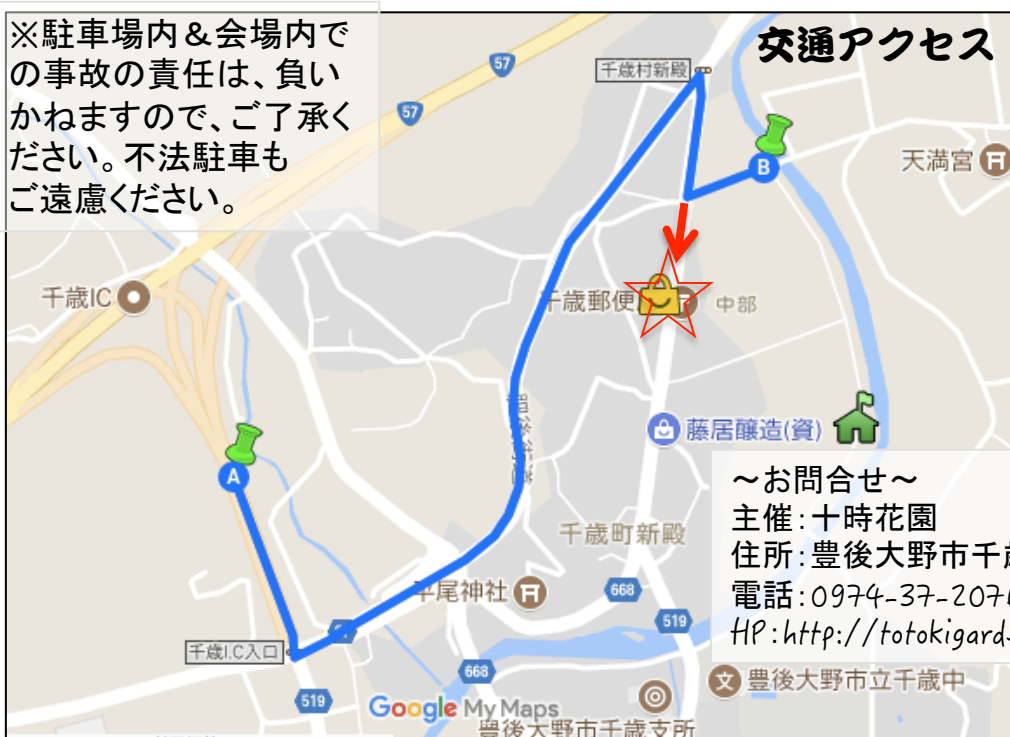 ※駐車場内&会場内で
の事故の責任は、負い
かねますので、ご了承く
ださい。不法駐車も
ご遠慮ください。
交通アクセス
57
57
千歳村新殿
B
天満宮
千歳IC
千歳郵便
中部
藤居醸造(資)
A
千歳町新殿
平尾神社
668
519
千歳I.C入口
668
519
~お問合せ~
主催:十時花園
住所:豊後大野市千歳
電話:0974-37-207
HP:http://totokigard
豊後大野市立千歳中
Google My Maps
豊後大野市千歳支所